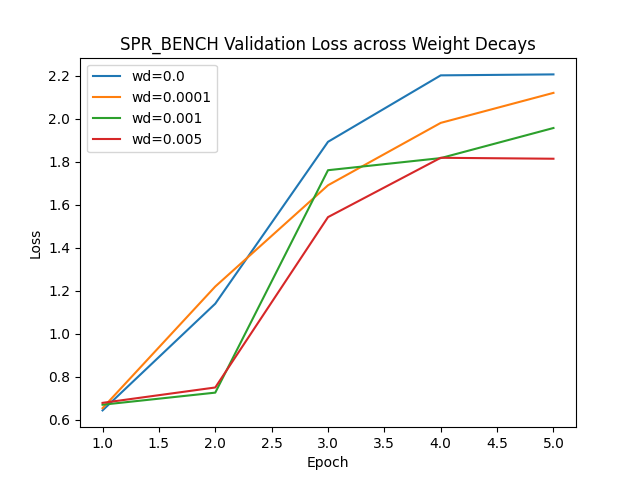 SPR_BENCH Validation Loss across Weight Decays
wd=0.0
wd=0.0001
wd=0.001
wd=0.005
Loss
2.2
2.0
1.8
1.6
1.4
1.2
1.0
0.8
0.6
1.0 1.5 2.0 2.5 3.0 3.5 4.0 4.5 5.0
Epoch